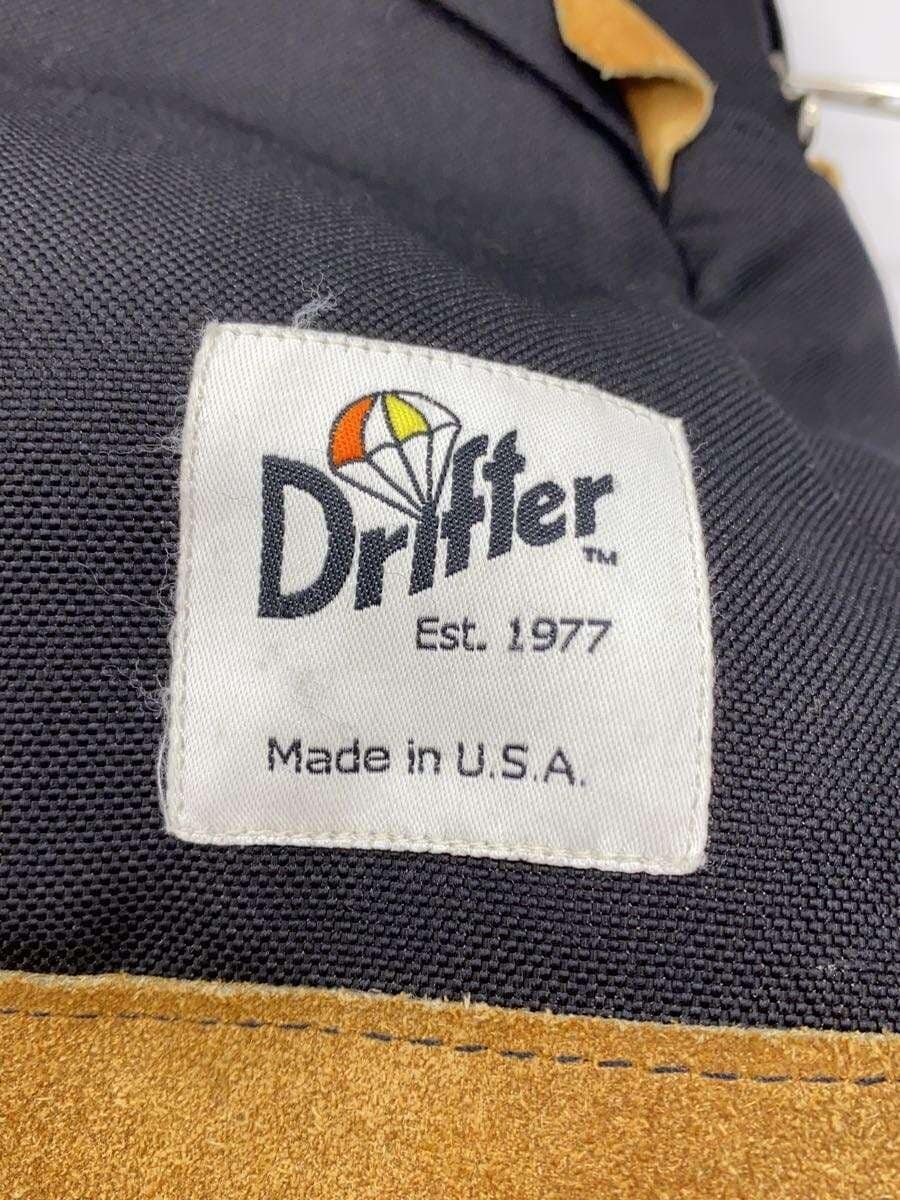 Drifter™
Est. 1977
Made in U.S.A.